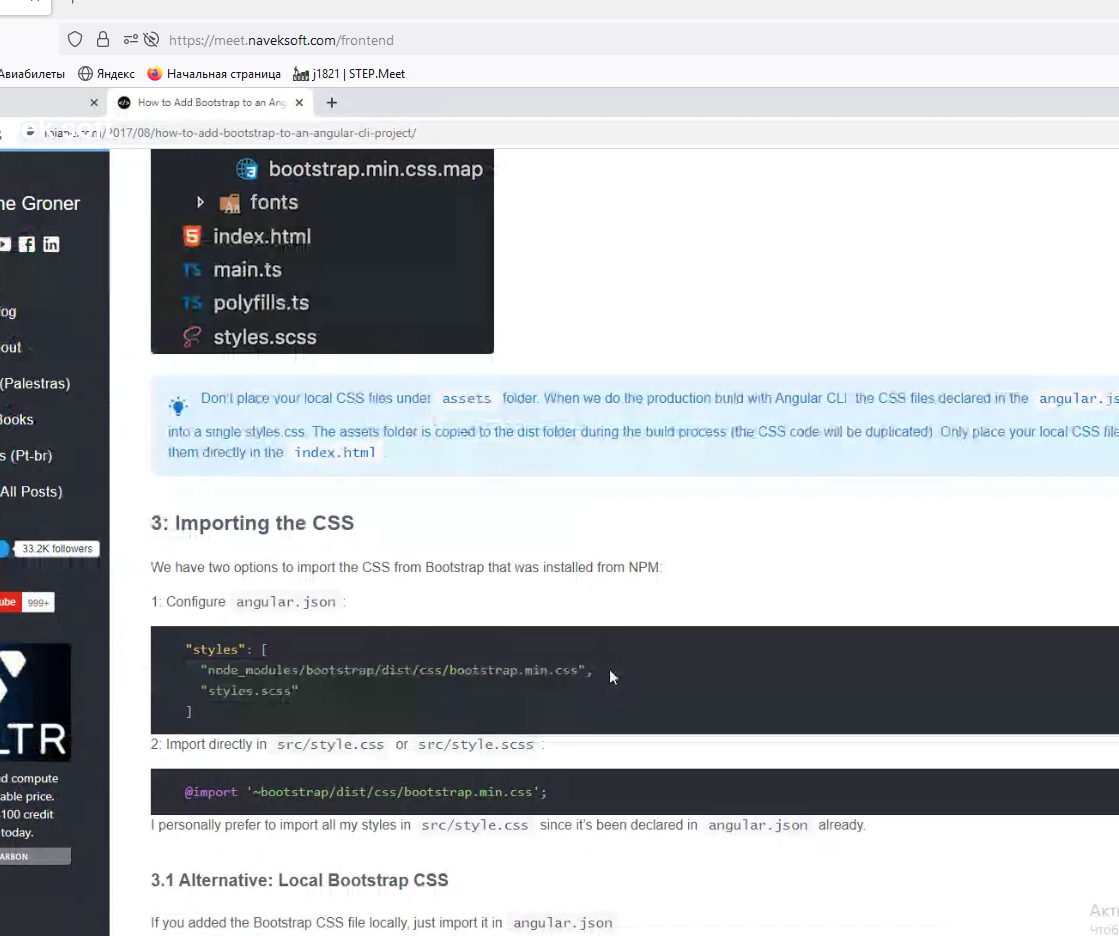 https://meet.naveksoft.com/frontend
Авиабилеты Яндекс Начальная страница j1821 | STEP.Meet
How to Add Bootstrap to an Ang
2017/08/how-to-add-bootstrap-to-an-angular-cli-project/
bootstrap.min.css.map
fonts
index.html
main.ts
polyfills.ts
styles.scss
ne Groner
og
out
(Palestras)
Books
s (Pt-br)
All Posts)
33.2K followers
ube 999+
LTR
d compute
able price.
100 credit
today.
ARBON
Don't place your local CSS files under assets folder. When we do the production build with Angular CLI the CSS files declared in the angular.js
into a single styles.css. The assets folder is copied to the dist folder during the build process (the CSS code will be duplicated). Only place your local CSS file
them directly in the index.html .
3: Importing the CSS
We have two options to import the CSS from Bootstrap that was installed from NPM:
1: Configure angular.json :
"styles": [
"node_modules/bootstrap/dist/css/bootstrap.min.css",
"styles.scss"
]
2: Import directly in src/style.css or src/style.scss :
@import '~bootstrap/dist/css/bootstrap.min.css';
I personally prefer to import all my styles in src/style.css since it's been declared in angular.json already.
3.1 Alternative: Local Bootstrap CSS
If you added the Bootstrap CSS file locally, just import it in angular.json
Акт
Чтоб